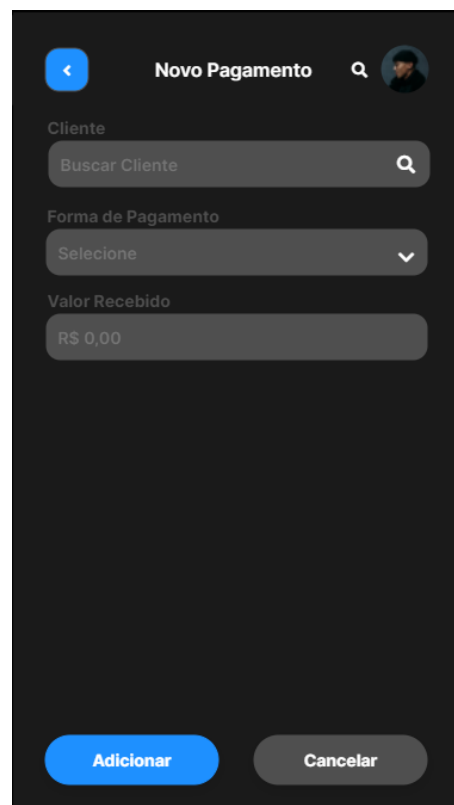 Novo Pagamento
Cliente
Buscar Cliente
Forma de Pagamento
Selecione
Valor Recebido
R$ 0,00
Adicionar
Cancelar